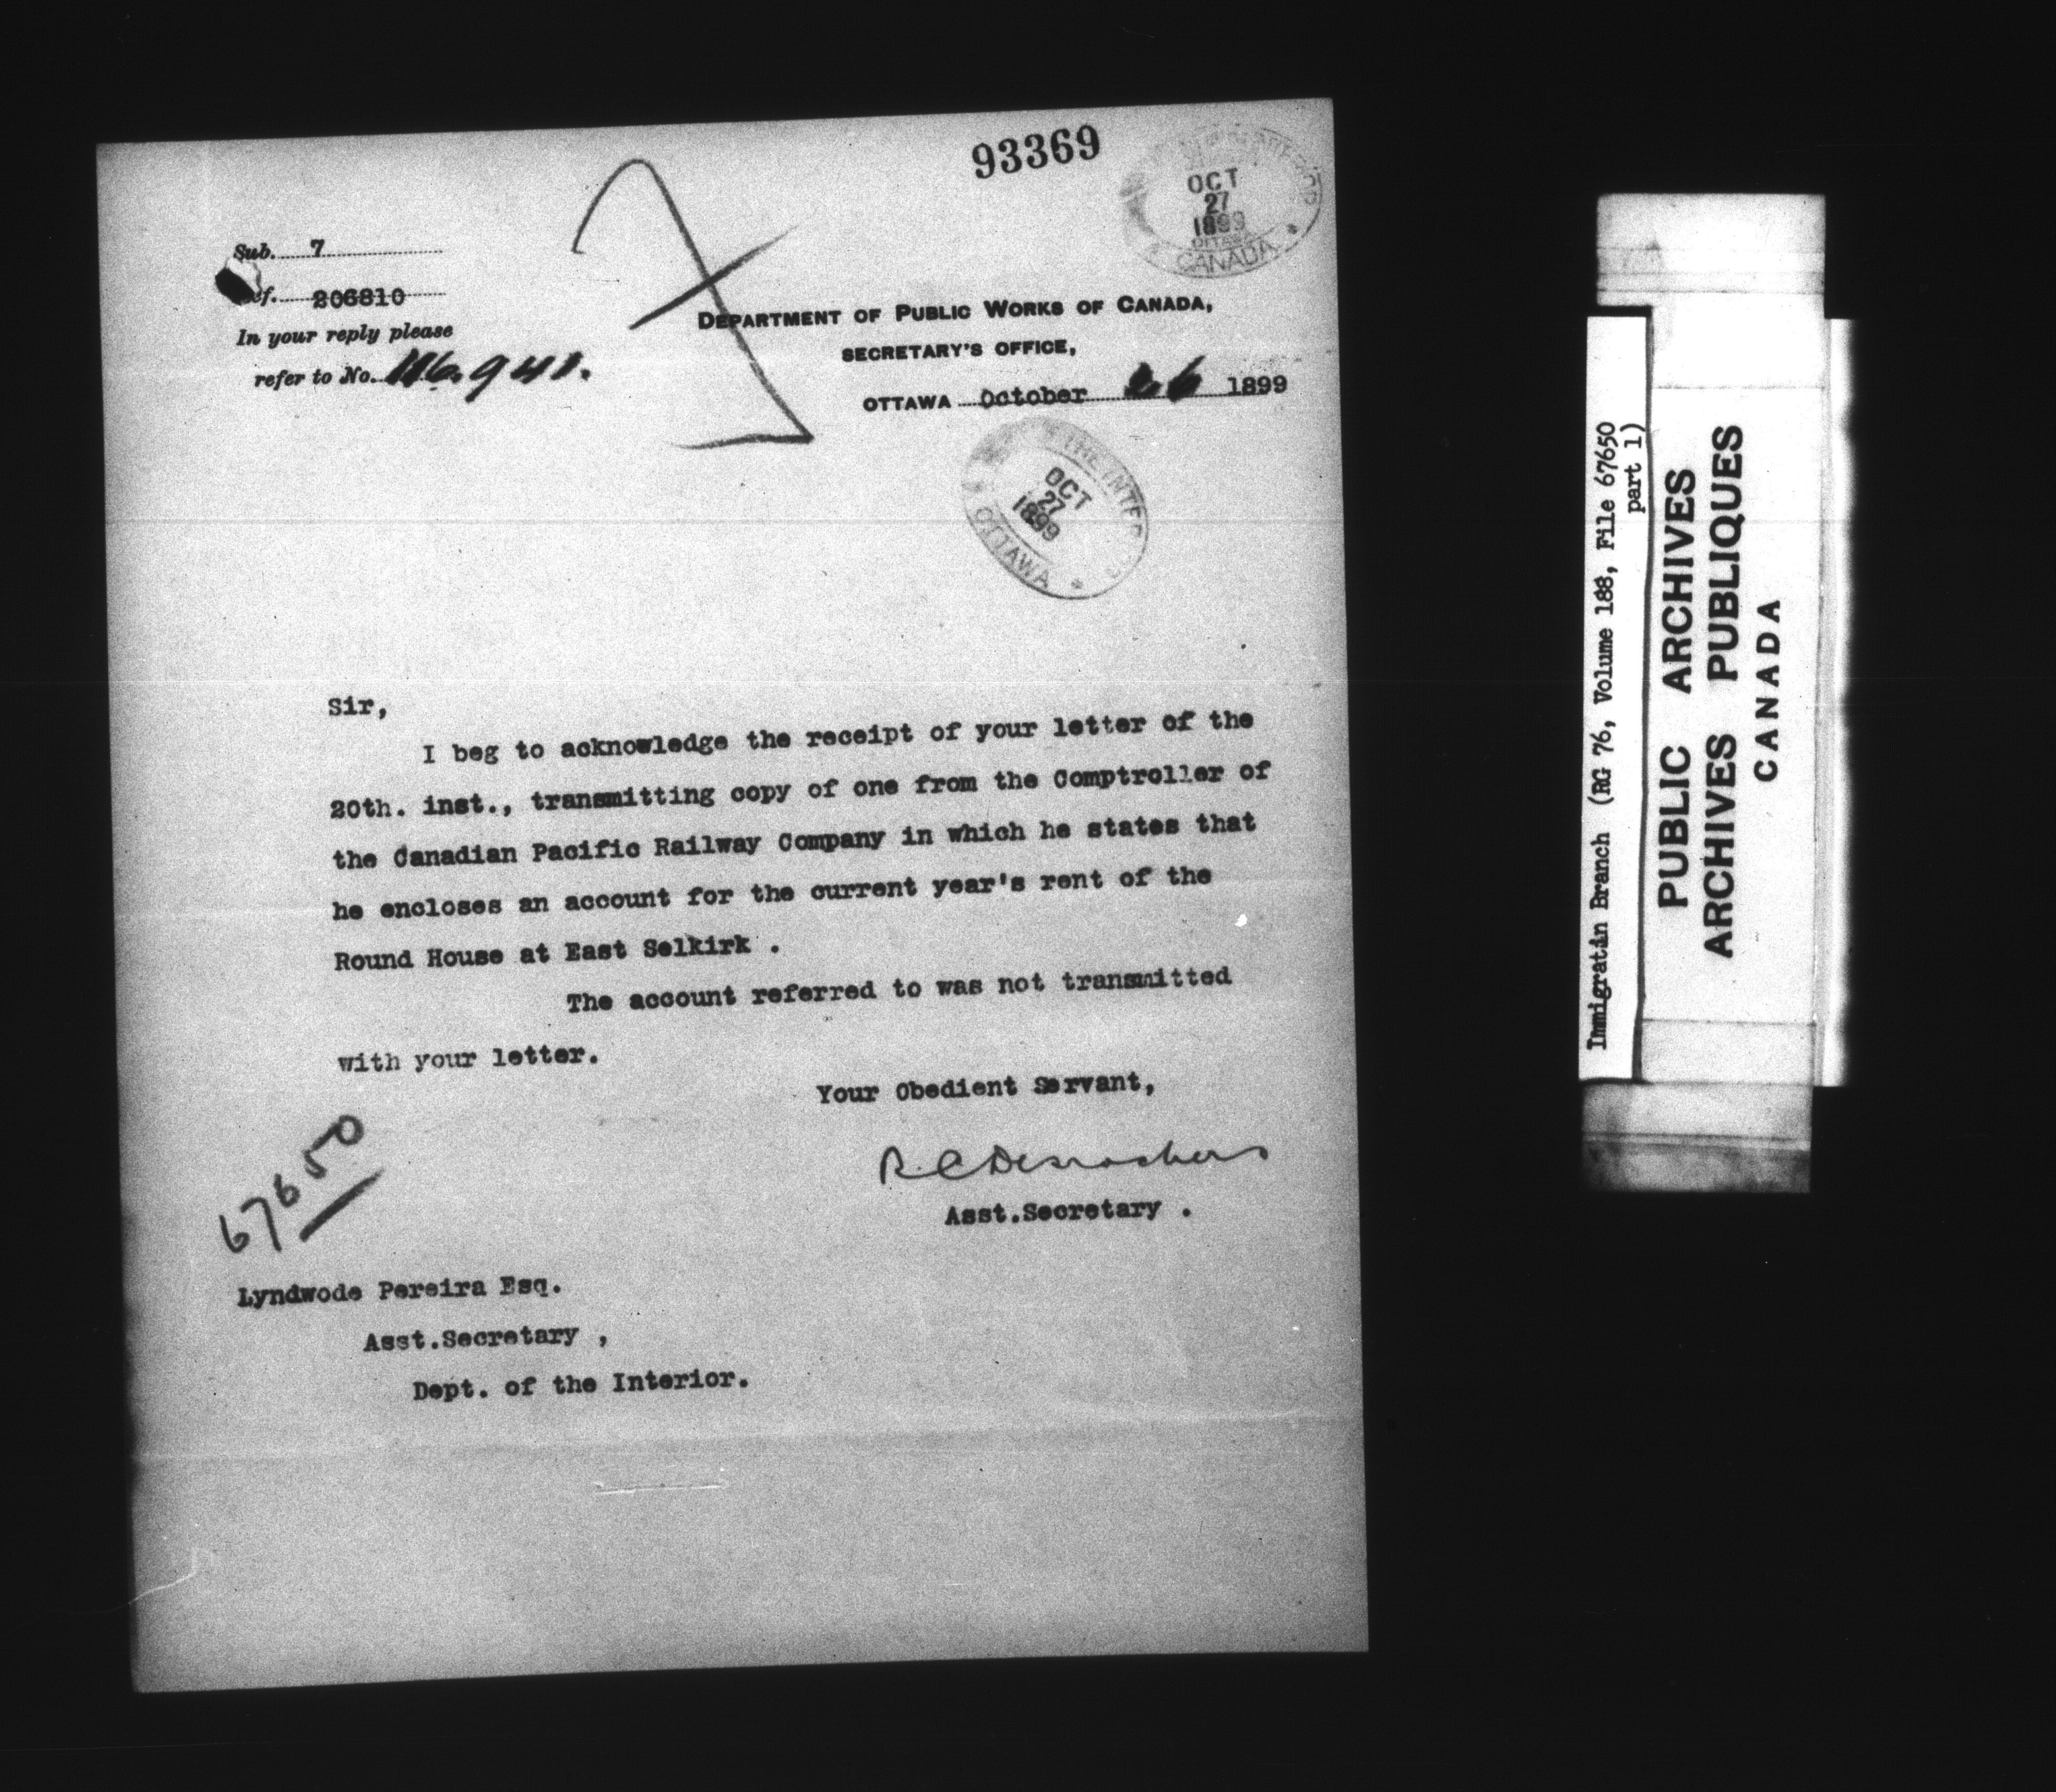 93369
OCT
27
1899
OTTAWA
CANADA
Sub. 7
ef. 206810
In your reply please
refer to No. 116.941.
DEPARTMENT OF PUBLIC WORKS OF CANADA,
SECRETARY'S OFFICE,
OTTAWA October 26 1899
THE INTER
OCT
27
1899
OTTAWA
Sir,
I beg to acknowledge the receipt of your letter of the
20th. inst., transmitting copy of one from the Comptroller of
the Canadian Pacific Railway Company in which he states that
he encloses an account for the current year's rent of the
Round House at East Selkirk .
The account referred to was not transmitted
with your letter.
Your Obedient Servant,
R. C Desrochers
Asst.Secretary .
67650
Lyndwode Pereira Esq.
Asst.Secretary ,
Dept. of the Interior.
Immigratin Branch (RG 76, Volume 188, File 67650
part 1)
PUBLIC ARCHIVES
ARCHIVES PUBLIQUES
CANADA